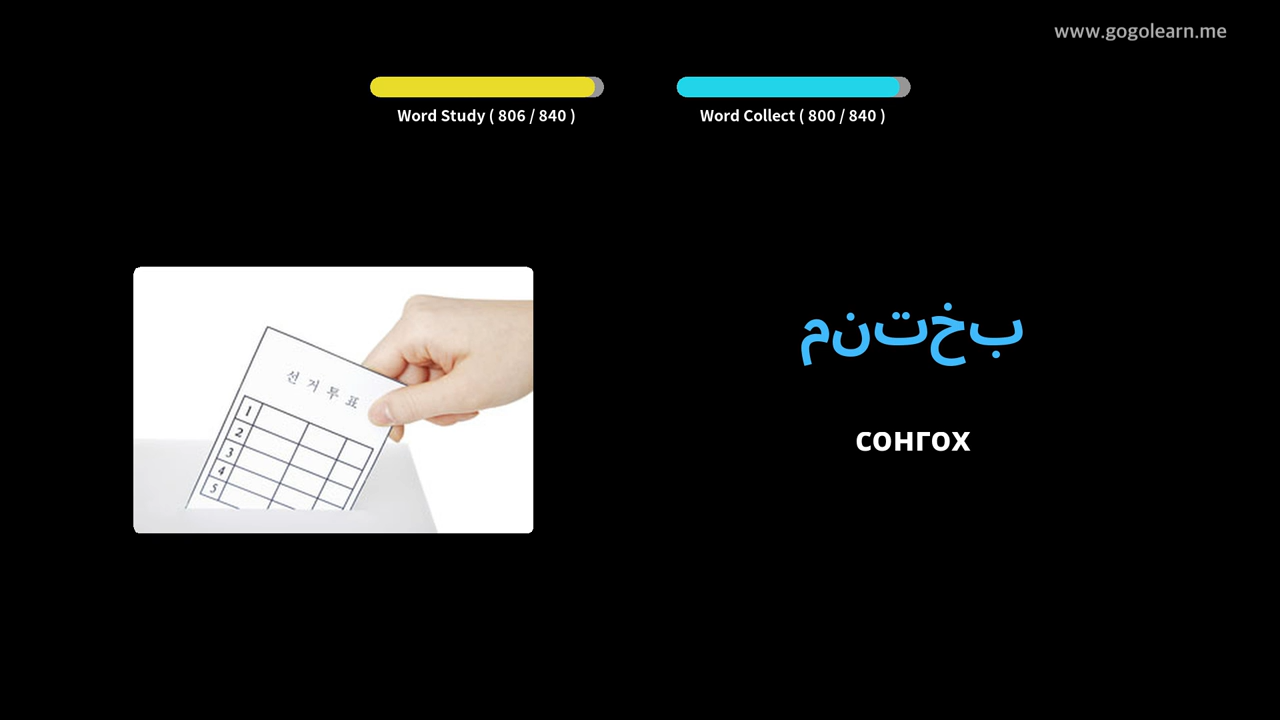 www.gogolearn.me
Word Study ( 806 / 840 )
Word Collect ( 800 / 840 )
선 거 투 표
1
2
3
4
5
بختنم
сонгох